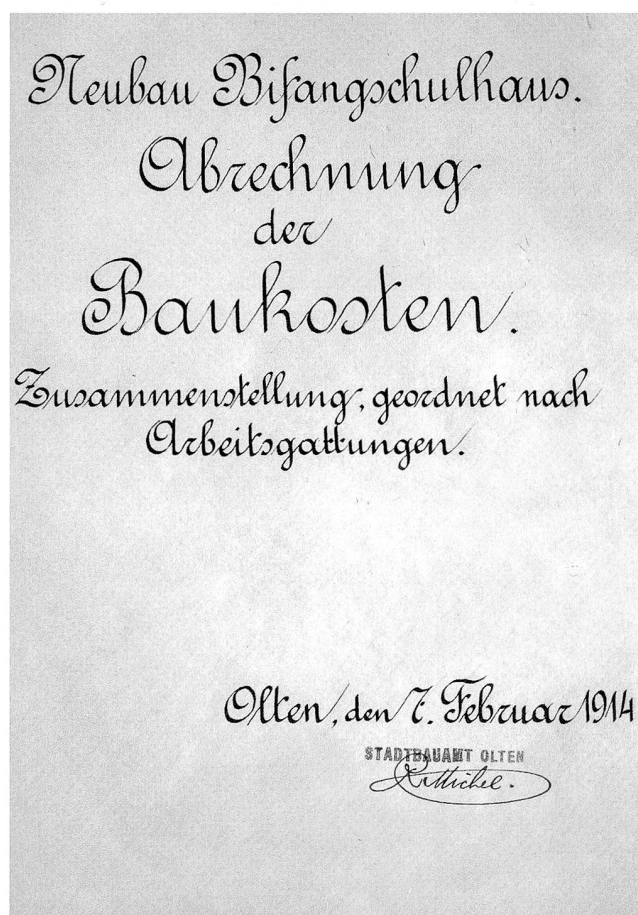 Neubau Bifangschulhaus.
Abrechnung
der
Baukosten.
Zusammenstellung, geordnet nach
Arbeitsgattungen.
Olten, den 7. Februar 1914
STADTBAUAMT OLTEN